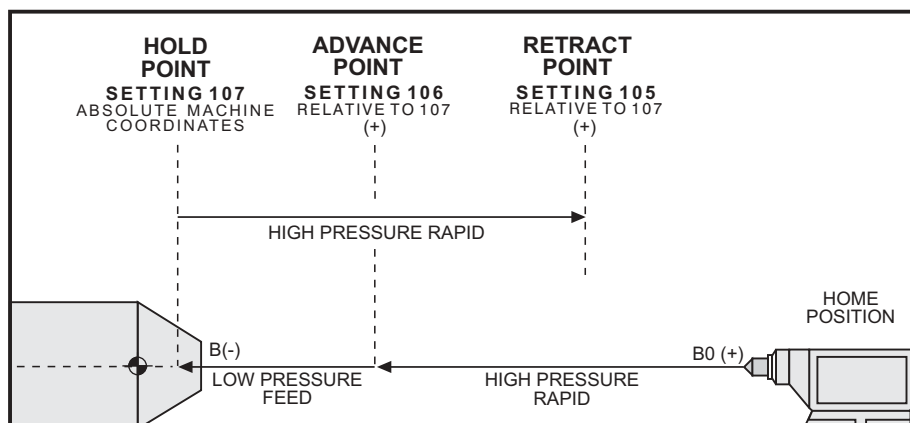 HOLD
POINT
SETTING 107
ABSOLUTE MACHINE
COORDINATES
ADVANCE
POINT
SETTING 106
RELATIVE TO 107
(+)
RETRACT
POINT
SETTING 105
RELATIVE TO 107
(+)
HIGH PRESSURE RAPID
HOME
POSITION
B(-)
B0 (+)
LOW PRESSURE
FEED
HIGH PRESSURE
RAPID